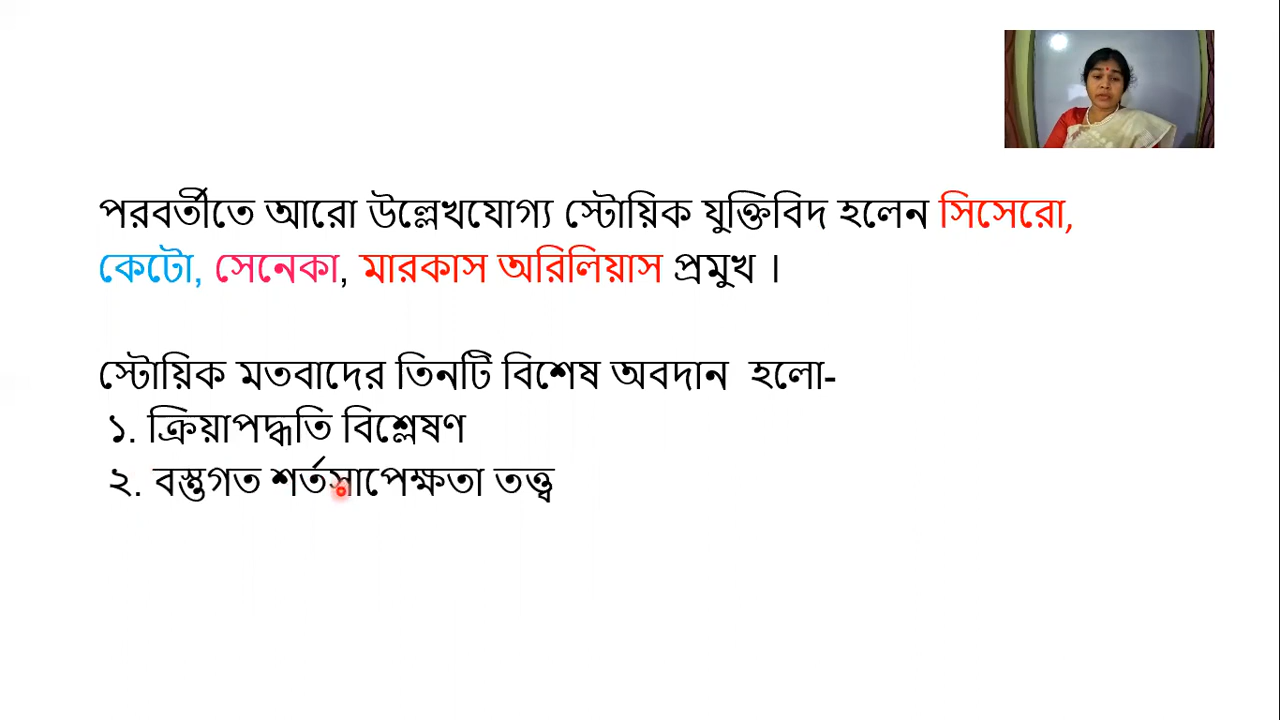 পরবর্তীতে আরো উল্লেখযোগ্য স্টোয়িক যুক্তিবিদ হলেন সিসেরো,
কেটো, সেনেকা, মারকাস অরিলিয়াস প্রমুখ ।
স্টোয়িক মতবাদের তিনটি বিশেষ অবদান হলো-
১. ক্রিয়াপদ্ধতি বিশ্লেষণ
২. বস্তুগত শর্তসাপেক্ষতা তত্ত্ব